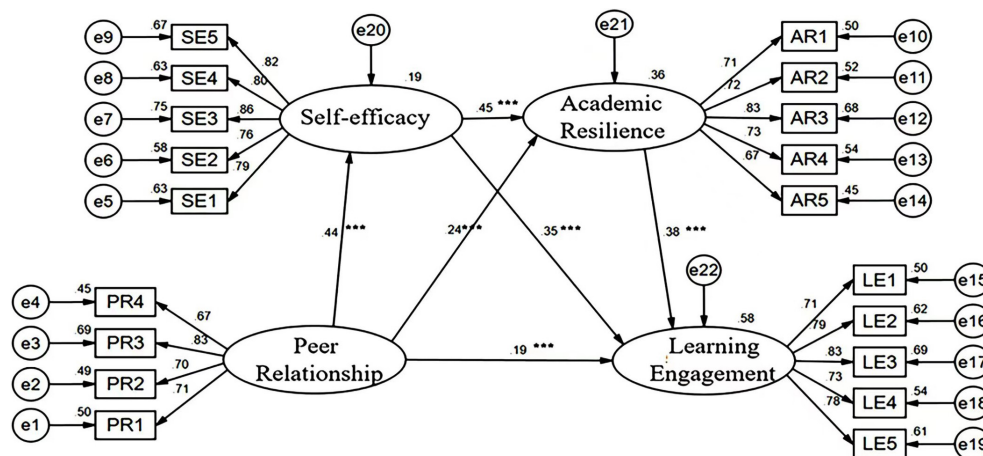 e9 .67 SE5
e8 .63 SE4
e7 .75 SE3
e6 .58 SE2
e5 .63 SE1
.82
.80
.86
.76
.79
e20
.19
Self-efficacy
.45 ***
e21
.36
Academic
Resilience
.71
.72
.83
.73
.67
AR1 .50 e10
AR2 .52 e11
AR3 .68 e12
AR4 .54 e13
AR5 .45 e14
.44 ***
.24 ***
.35 ***
.38 ***
e4 .45 PR4
e3 .69 PR3
e2 .49 PR2
e1 .50 PR1
.67
.83
.70
.71
Peer
Relationship
.19 ***
e22
.58
Learning
Engagement
.71
.79
.83
.73
.78
LE1 .50 e15
LE2 .62 e16
LE3 .69 e17
LE4 .54 e18
LE5 .61 e19